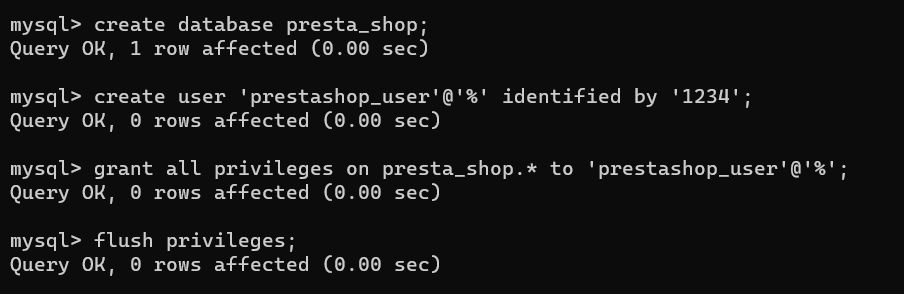 mysql> create database presta_shop;
Query OK, 1 row affected (0.00 sec)
mysql> create user 'prestashop_user'@'%' identified by '1234';
Query OK, 0 rows affected (0.00 sec)
mysql> grant all privileges on presta_shop.* to 'prestashop_user'@'%';
Query OK, 0 rows affected (0.00 sec)
mysql> flush privileges;
Query OK, 0 rows affected (0.00 sec)